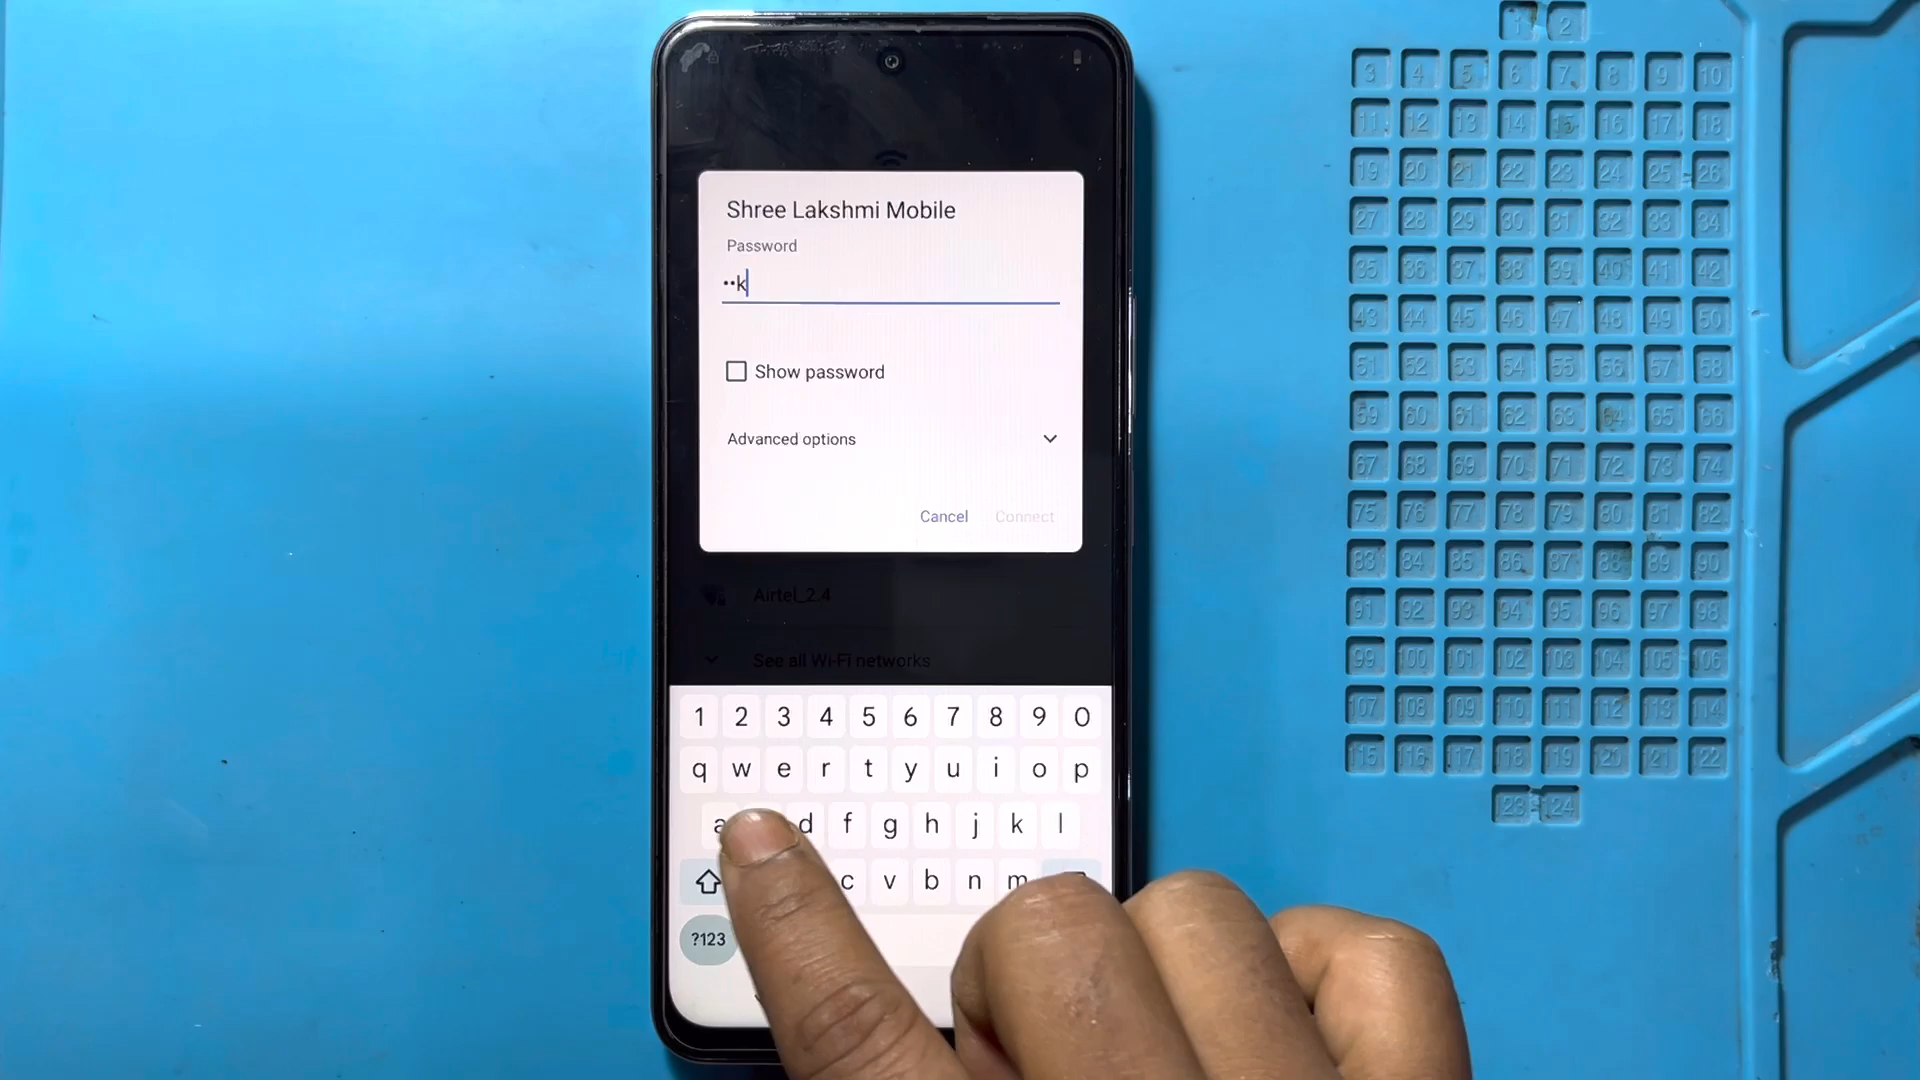 1 2
3 4 5 6 7 8 9 10
11 12 13 14 15 16 17 18
19 20 21 22 23 24 25 26
27 28 29 30 31 32 33 34
35 36 37 38 39 40 41 42
43 44 45 46 47 48 49 50
51 52 53 54 55 56 57 58
59 60 61 62 63 64 65 66
67 68 69 70 71 72 73 74
75 76 77 78 79 80 81 82
83 84 85 86 87 88 89 90
91 92 93 94 95 96 97 98
99 100 101 102 103 104 105 106
107 108 109 110 111 112 113 114
115 116 117 118 119 120 121 122
123 124
Shree Lakshmi Mobile
Password
••k
Show password
Advanced options
Cancel Connect
Airtel_2.4
See all Wi-Fi networks
1 2 3 4 5 6 7 8 9 0
q w e r t y u i o p
a d f g h j k l
c v b n m
?123